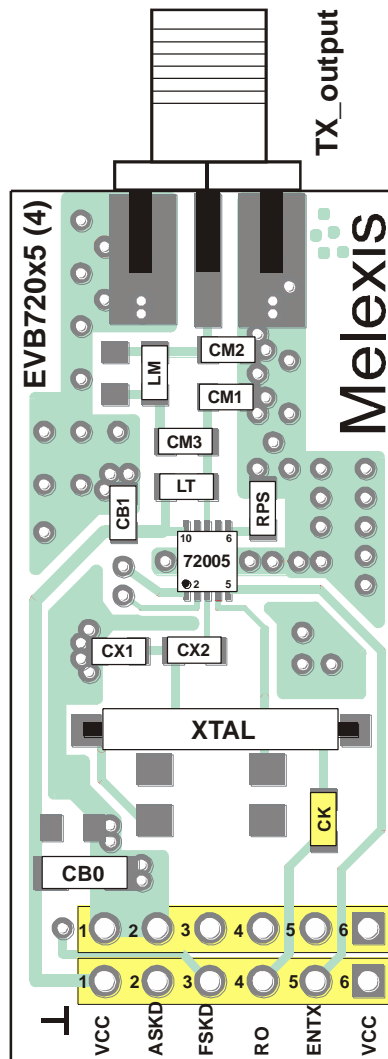 TX_output
EVB720x5 (4)
Melexis
CM2
LM
CM1
CM3
LT
CB1
RPS
10 6
72005
2 5
CX1 CX2
XTAL
CK
CB0
1 2 3 4 5 6
1 2 3 4 5 6
VCC ASKD FSKD RO ENTX VCC